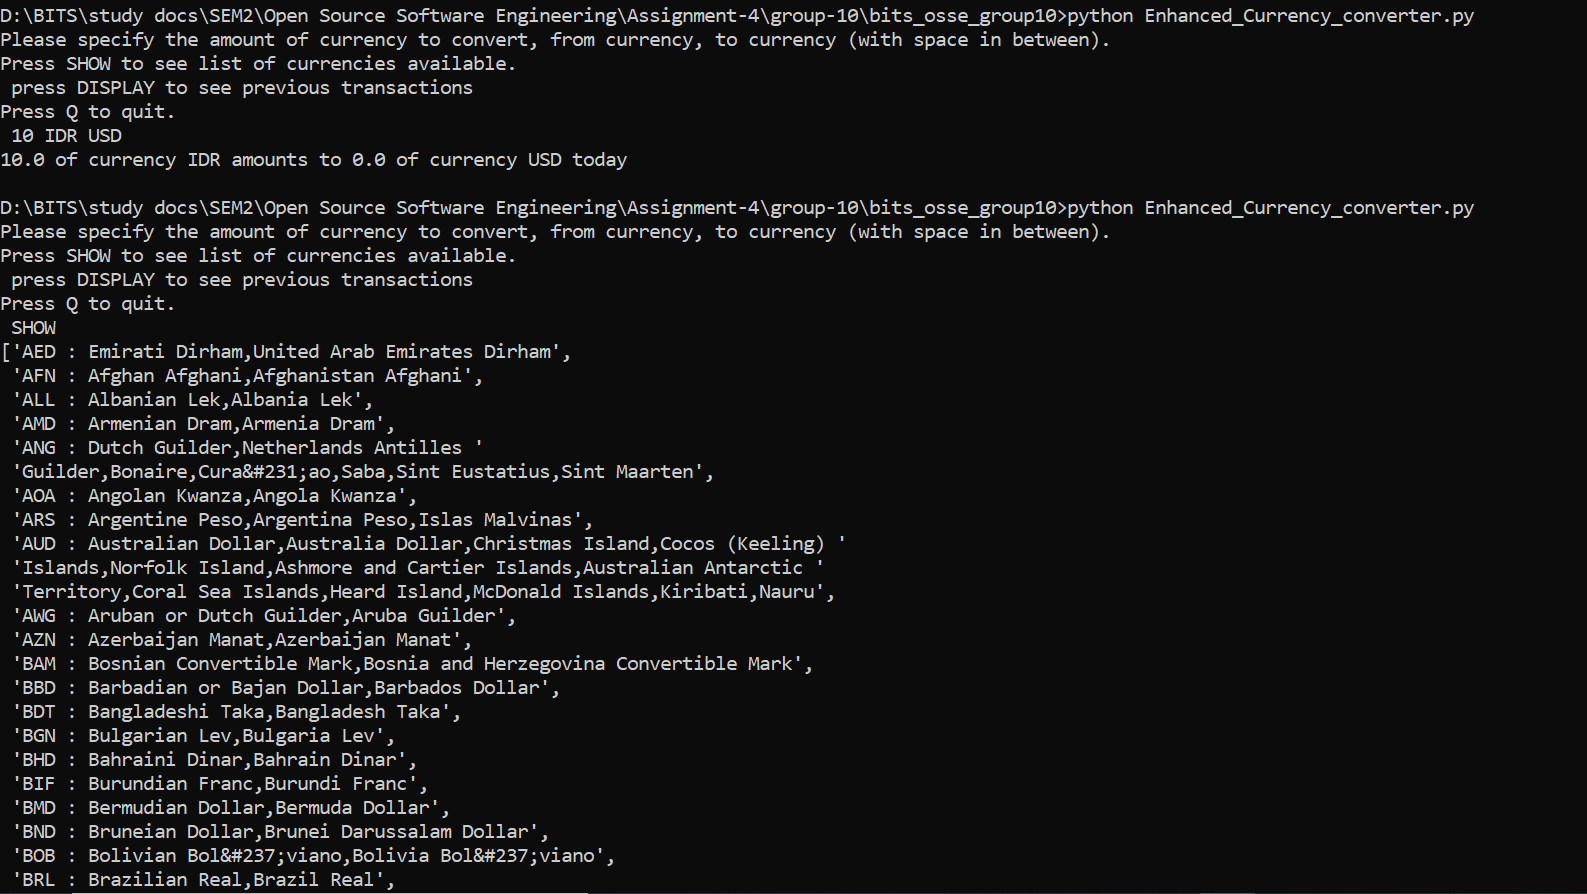 D:\BITS\study docs\SEM2\Open Source Software Engineering\Assignment-4\group-10\bits_osse_group10>python Enhanced_Currency_converter.py
Please specify the amount of currency to convert, from currency, to currency (with space in between).
Press SHOW to see list of currencies available.
 press DISPLAY to see previous transactions
Press Q to quit.
 10 IDR USD
10.0 of currency IDR amounts to 0.0 of currency USD today

D:\BITS\study docs\SEM2\Open Source Software Engineering\Assignment-4\group-10\bits_osse_group10>python Enhanced_Currency_converter.py
Please specify the amount of currency to convert, from currency, to currency (with space in between).
Press SHOW to see list of currencies available.
 press DISPLAY to see previous transactions
Press Q to quit.
 SHOW
['AED : Emirati Dirham,United Arab Emirates Dirham',
 'AFN : Afghan Afghani,Afghanistan Afghani',
 'ALL : Albanian Lek,Albania Lek',
 'AMD : Armenian Dram,Armenia Dram',
 'ANG : Dutch Guilder,Netherlands Antilles '
 'Guilder,Bonaire,Cura&#231;ao,Saba,Sint Eustatius,Sint Maarten',
 'AOA : Angolan Kwanza,Angola Kwanza',
 'ARS : Argentine Peso,Argentina Peso,Islas Malvinas',
 'AUD : Australian Dollar,Australia Dollar,Christmas Island,Cocos (Keeling) '
 'Islands,Norfolk Island,Ashmore and Cartier Islands,Australian Antarctic '
 'Territory,Coral Sea Islands,Heard Island,McDonald Islands,Kiribati,Nauru',
 'AWG : Aruban or Dutch Guilder,Aruba Guilder',
 'AZN : Azerbaijan Manat,Azerbaijan Manat',
 'BAM : Bosnian Convertible Mark,Bosnia and Herzegovina Convertible Mark',
 'BBD : Barbadian or Bajan Dollar,Barbados Dollar',
 'BDT : Bangladeshi Taka,Bangladesh Taka',
 'BGN : Bulgarian Lev,Bulgaria Lev',
 'BHD : Bahraini Dinar,Bahrain Dinar',
 'BIF : Burundian Franc,Burundi Franc',
 'BMD : Bermudian Dollar,Bermuda Dollar',
 'BND : Bruneian Dollar,Brunei Darussalam Dollar',
 'BOB : Bolivian Bol&#237;viano,Bolivia Bol&#237;viano',
 'BRL : Brazilian Real,Brazil Real',